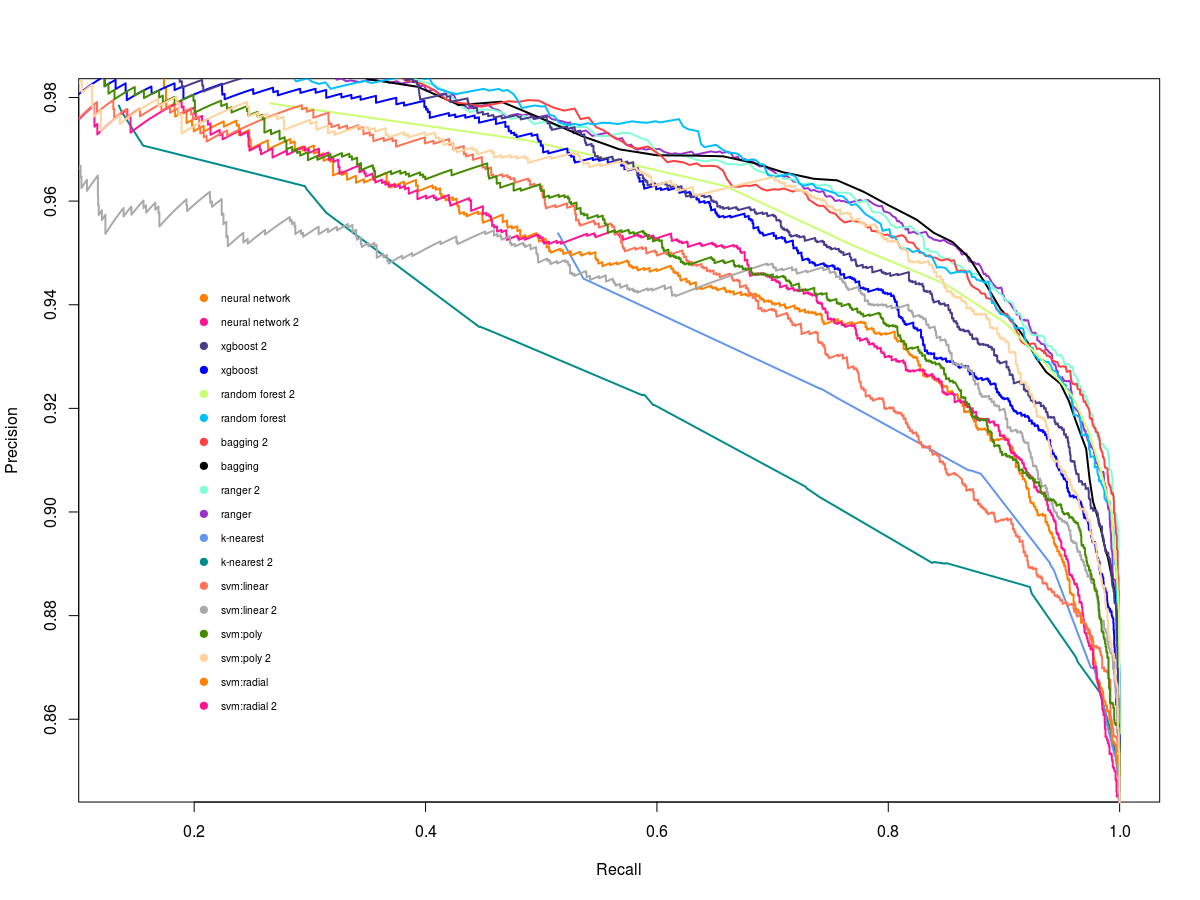 0.98
0.96
0.94
0.92
0.90
0.88
0.86
Precision
neural network
neural network 2
xgboost 2
xgboost
random forest 2
random forest
bagging 2
bagging
ranger 2
ranger
k-nearest
k-nearest 2
svm:linear
svm:linear 2
svm:poly
svm:poly 2
svm:radial
svm:radial 2
0.2 0.4 0.6 0.8 1.0
Recall